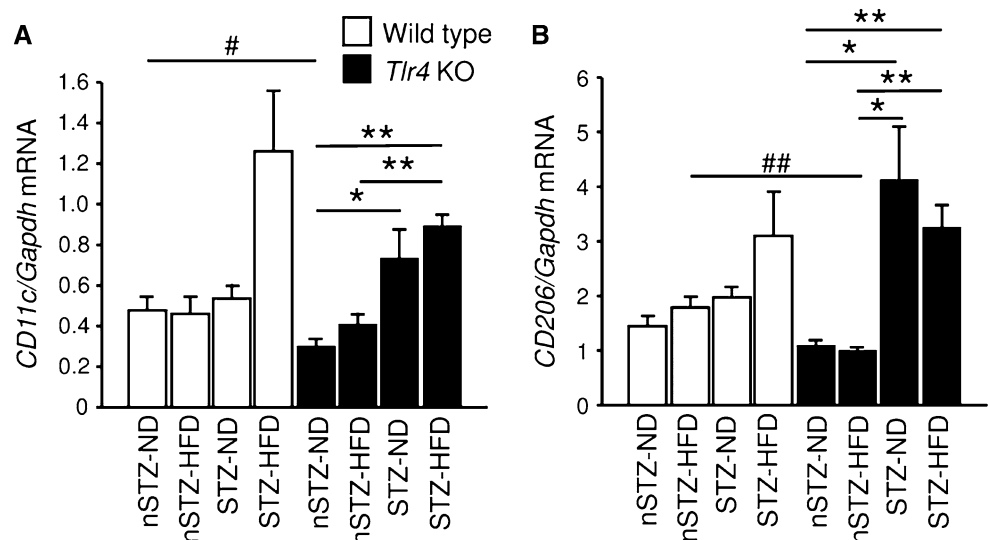 A
#
Wild type
Tlr4 KO
CD11c/Gapdh mRNA
1.6
1.4
1.2
1.0
0.8
0.6
0.4
0.2
0
**
**
*
nSTZ-ND
nSTZ-HFD
STZ-ND
STZ-HFD
nSTZ-ND
nSTZ-HFD
STZ-ND
STZ-HFD
B
**
*
**
*
##
CD206/Gapdh mRNA
6
5
4
3
2
1
0
nSTZ-ND
nSTZ-HFD
STZ-ND
STZ-HFD
nSTZ-ND
nSTZ-HFD
STZ-ND
STZ-HFD